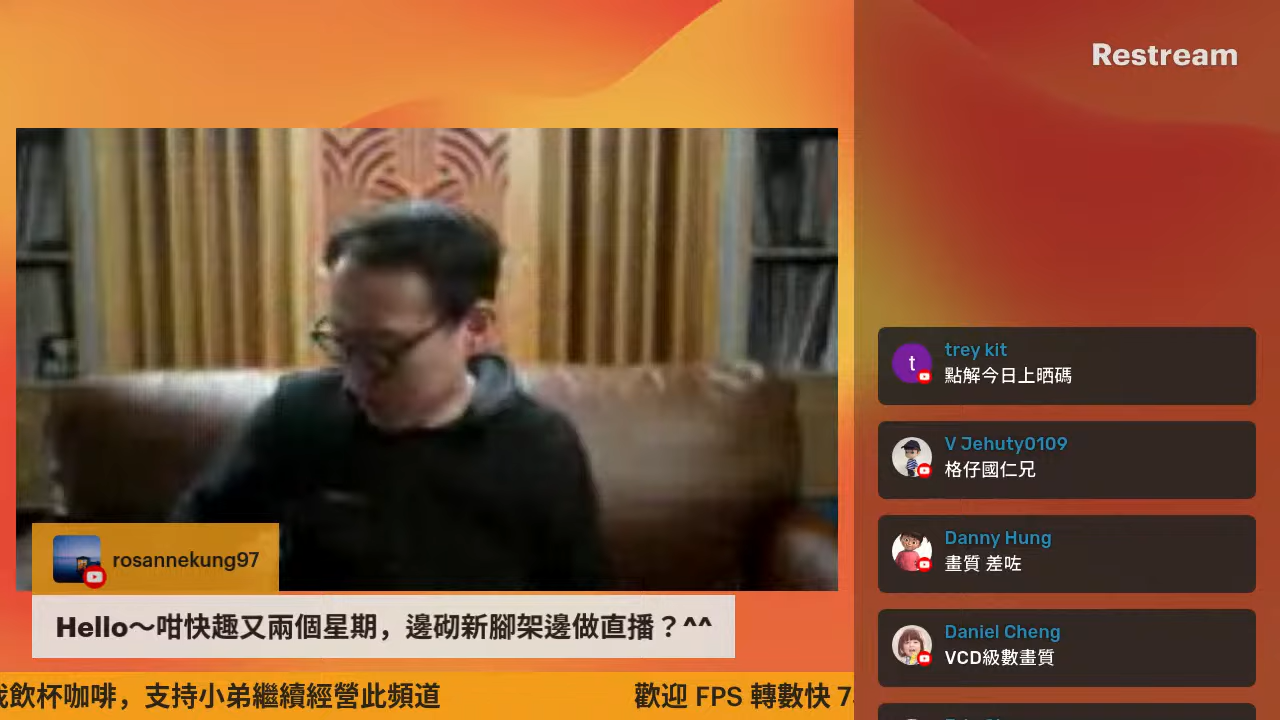 Restream
trey kit
t
點解今日上晒碼
V Jehuty0109
格仔國仁兄
Danny Hung
畫質 差咗
Daniel Cheng
VCD級數畫質
rosannekung97
Hello～咁快趣又兩個星期，邊砌新腳架邊做直播？^^
飲杯咖啡，支持小弟繼續經營此頻道
歡迎 FPS 轉數快 7